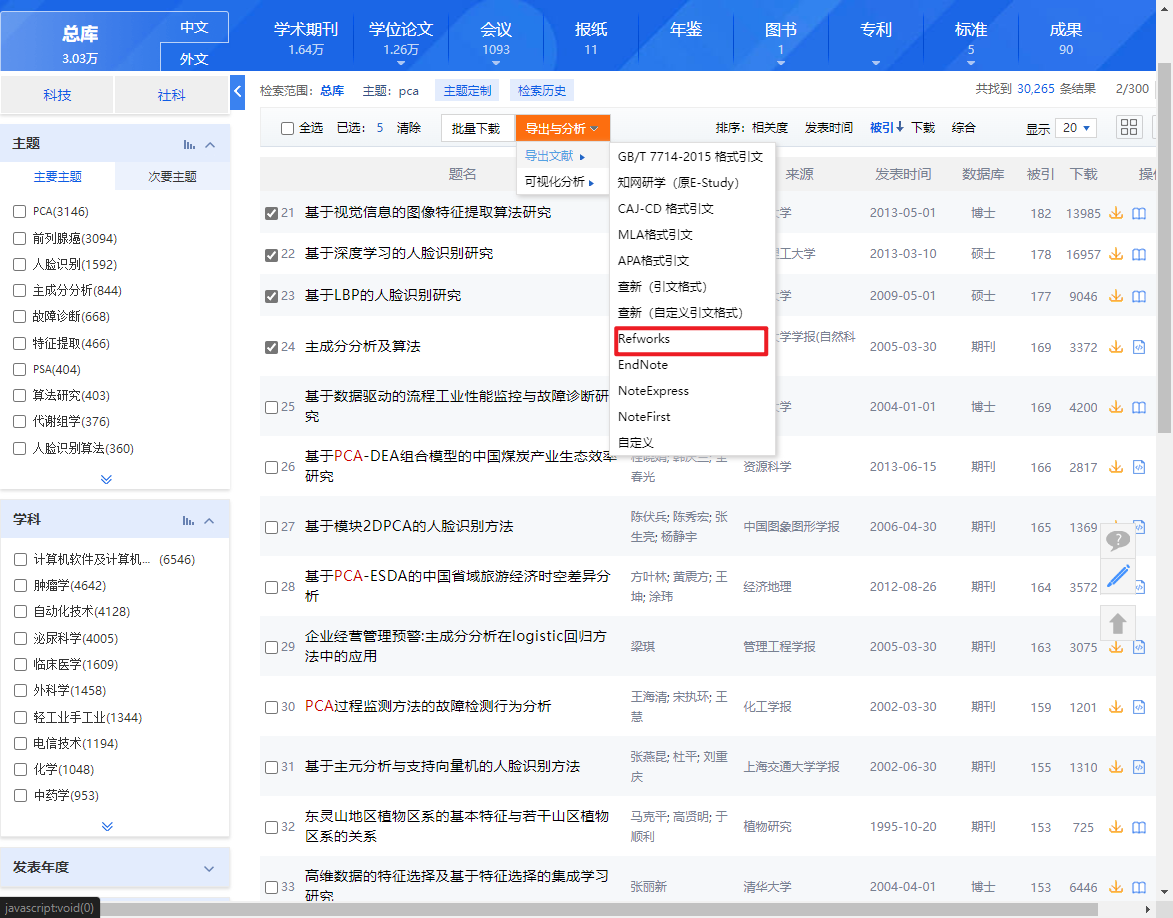 总库
3.03万
中文
外文
学术期刊
1.64万
学位论文
1.26万
会议
1093
报纸
11
年鉴
图书
1
专利
标准
5
成果
90
科技
社科
检索范围：总库 主题：pca 主题定制 检索历史
共找到 30,265 条结果 2/300
全选 已选：5 清除 批量下载 导出与分析
排序：相关度 发表时间 被引↓ 下载 综合 显示 20
导出文献
可视化分析
GB/T 7714-2015 格式引文
知网研学（原E-Study）
CAJ-CD 格式引文
MLA格式引文
APA格式引文
查新（引文格式）
查新（自定义引文格式）
Refworks
EndNote
NoteExpress
NoteFirst
自定义
主题
主要主题 次要主题
PCA(3146)
前列腺癌(3094)
人脸识别(1592)
主成分分析(844)
故障诊断(668)
特征提取(466)
PSA(404)
算法研究(403)
代谢组学(376)
人脸识别算法(360)
学科
计算机软件及计算机... (6546)
肿瘤学(4642)
自动化技术(4128)
泌尿科学(4005)
临床医学(1609)
外科学(1458)
轻工业手工业(1344)
电信技术(1194)
化学(1048)
中药学(953)
发表年度
题名 来源 发表时间 数据库 被引 下载
21 基于视觉信息的图像特征提取算法研究 学 2013-05-01 博士 182 13985
22 基于深度学习的人脸识别研究 工大学 2013-03-10 硕士 178 16957
23 基于LBP的人脸识别研究 学 2009-05-01 硕士 177 9046
24 主成分分析及算法 学学报(自然科 2005-03-30 期刊 169 3372
25 基于数据驱动的流程工业性能监控与故障诊断研
究 学 2004-01-01 博士 169 4200
26 基于PCA-DEA组合模型的中国煤炭产业生态效率
研究 春光 资源科学 2013-06-15 期刊 166 2817
27 基于模块2DPCA的人脸识别方法 陈伏兵; 陈秀宏; 张
生亮; 杨静宇 中国图象图形学报 2006-04-30 期刊 165 1369
28 基于PCA-ESDA的中国省域旅游经济时空差异分
析 方叶林; 黄震方; 王
坤; 涂玮 经济地理 2012-08-26 期刊 164 3572
29 企业经营管理预警:主成分分析在logistic回归方
法中的应用 梁琪 管理工程学报 2005-03-30 期刊 163 3075
30 PCA过程监测方法的故障检测行为分析 王海清; 宋执环; 王
慧 化工学报 2002-03-30 期刊 159 1201
31 基于主元分析与支持向量机的人脸识别方法 张燕昆; 杜平; 刘重
庆 上海交通大学学报 2002-06-30 期刊 155 1310
32 东灵山地区植物区系的基本特征与若干山区植物
区系的关系 马克平; 高贤明; 于
顺利 植物研究 1995-10-20 期刊 153 725
33 高维数据的特征选择及基于特征选择的集成学习
研究 张丽新 清华大学 2004-04-01 博士 153 6446
javascript:void(0)